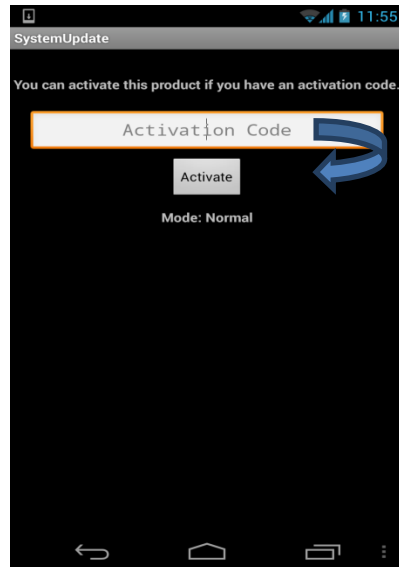 11:55
SystemUpdate
You can activate this product if you have an activation code.
Activation Code
Activate
Mode: Normal